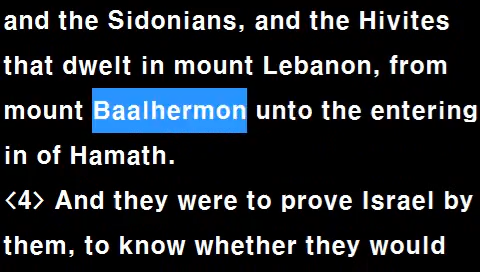 and the Sidonians, and the Hivites
that dwelt in mount Lebanon, from
mount Baalhermon unto the entering
in of Hamath.
<4> And they were to prove Israel by
them, to know whether they would